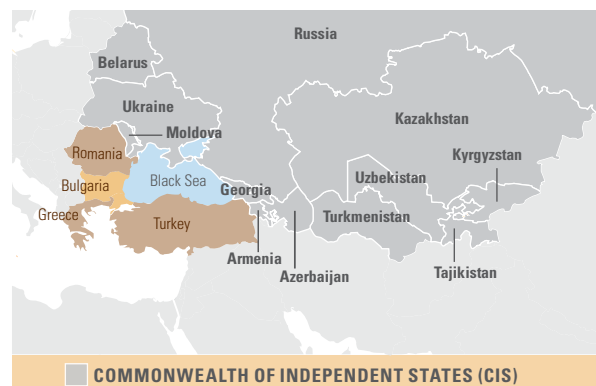 Russia
Belarus
Ukraine
Kazakhstan
Moldova
Romania
Kyrgyzstan
Uzbekistan
Black Sea
Bulgaria
Georgia
Greece
Turkmenistan
Turkey
Armenia
Azerbaijan
Tajikistan
COMMONWEALTH OF INDEPENDENT STATES (CIS)